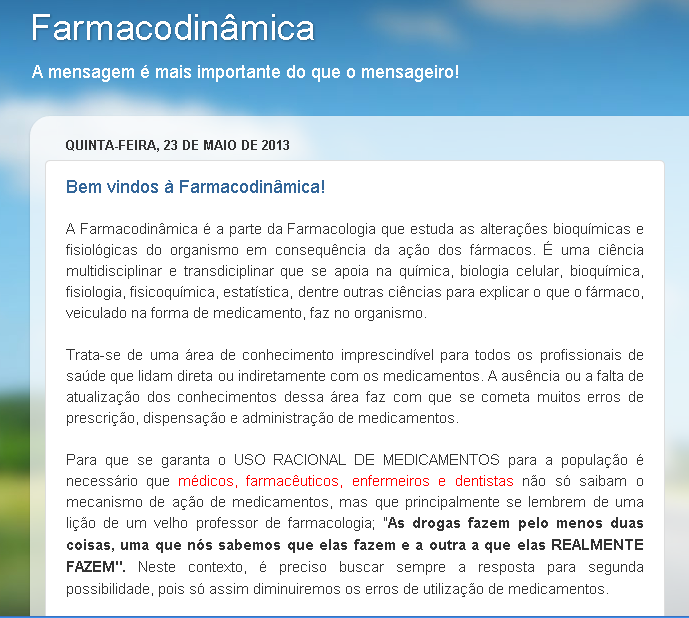 Farmacodinâmica
A mensagem é mais importante do que o mensageiro!
QUINTA-FEIRA, 23 DE MAIO DE 2013
Bem vindos à Farmacodinâmica!
A Farmacodinâmica é a parte da Farmacologia que estuda as alterações bioquímicas e
fisiológicas do organismo em consequência da ação dos fármacos. É uma ciência
multidisciplinar e transdiciplinar que se apoia na química, biologia celular, bioquímica,
fisiologia, fisicoquímica, estatística, dentre outras ciências para explicar o que o fármaco,
veiculado na forma de medicamento, faz no organismo.
Trata-se de uma área de conhecimento imprescindível para todos os profissionais de
saúde que lidam direta ou indiretamente com os medicamentos. A ausência ou a falta de
atualização dos conhecimentos dessa área faz com que se cometa muitos erros de
prescrição, dispensação e administração de medicamentos.
Para que se garanta o USO RACIONAL DE MEDICAMENTOS para a população é
necessário que médicos, farmacêuticos, enfermeiros e dentistas não só saibam o
mecanismo de ação de medicamentos, mas que principalmente se lembrem de uma
lição de um velho professor de farmacologia; "As drogas fazem pelo menos duas
coisas, uma que nós sabemos que elas fazem e a outra a que elas REALMENTE
FAZEM". Neste contexto, é preciso buscar sempre a resposta para segunda
possibilidade, pois só assim diminuiremos os erros de utilização de medicamentos.